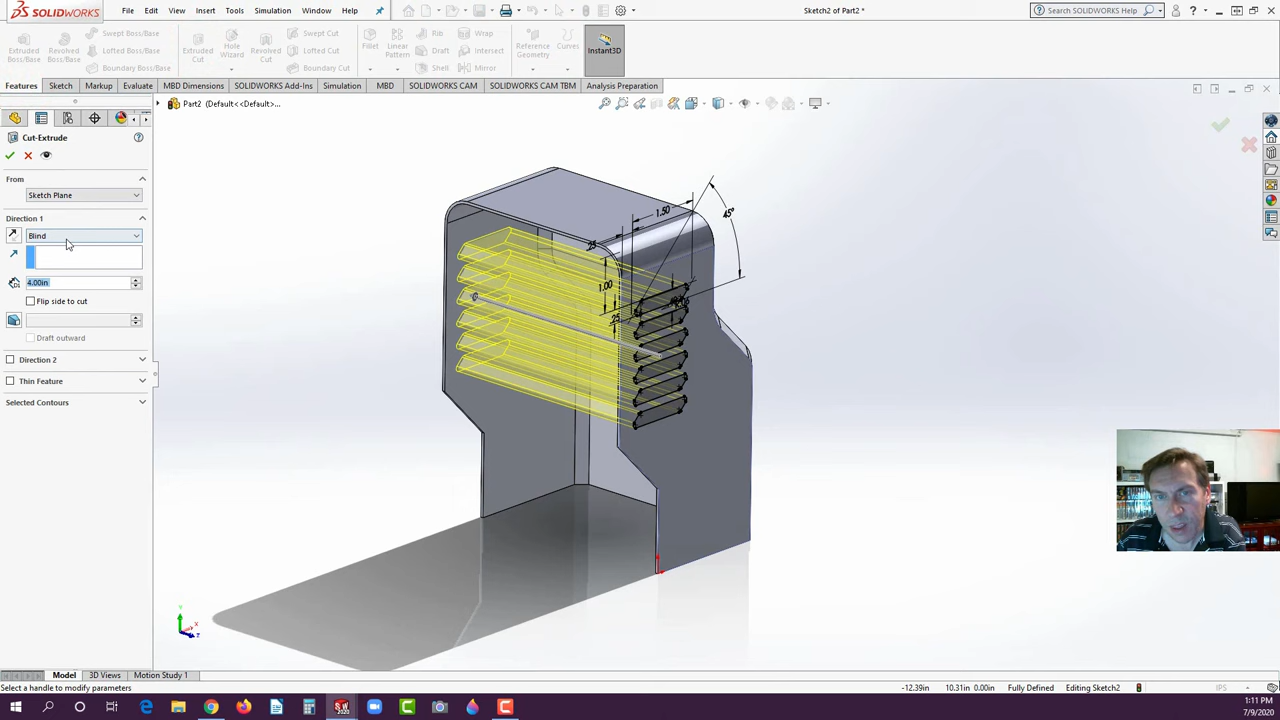 SOLIDWORKS File Edit View Insert Tools Simulation Window Help Sketch2 of Part2 * Search SOLIDWORKS Help
Extruded Boss/Base Revolved Boss/Base Swept Boss/Base Lofted Boss/Base Boundary Boss/Base Extruded Cut Hole Wizard Revolved Cut Swept Cut Lofted Cut Boundary Cut Fillet Linear Pattern Rib Draft Shell Wrap Intersect Mirror Reference Geometry Curves Instant3D
Features Sketch Markup Evaluate MBD Dimensions SOLIDWORKS Add-Ins Simulation MBD SOLIDWORKS CAM SOLIDWORKS CAM TBM Analysis Preparation
Part2 (Default<<Default>...
Cut-Extrude
From
Sketch Plane
Direction 1
Blind
4.00in
Flip side to cut
Draft outward
Direction 2
Thin Feature
Selected Contours
1.50
45°
.25
1.00
.25
Y
X
Z
Model 3D Views Motion Study 1
Select a handle to modify parameters -12.39in 10.31in 0.00in Fully Defined Editing Sketch2 IPS
SW 2020
1:11 PM
7/9/2020